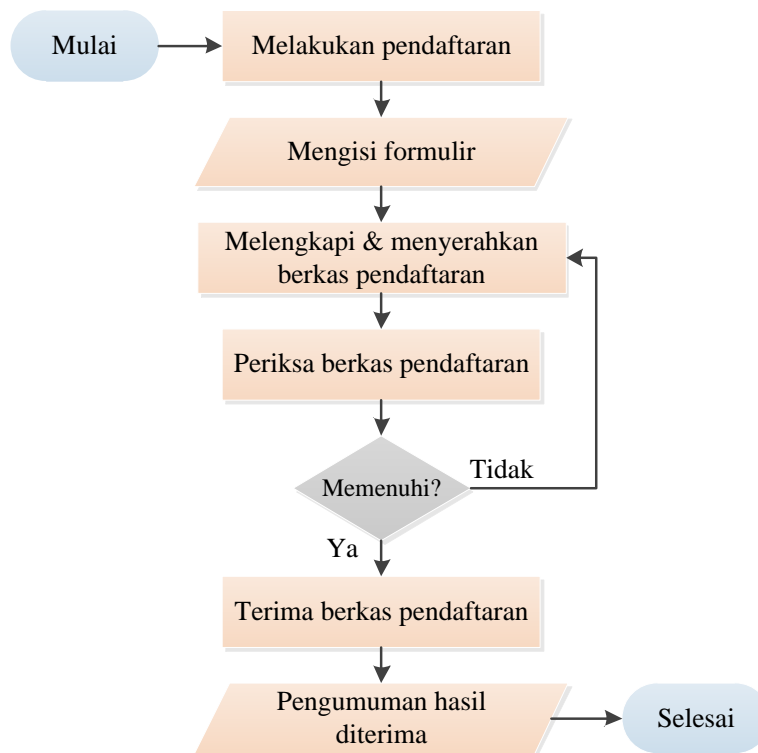 Mulai
Melakukan pendaftaran
Mengisi formulir
Melengkapi & menyerahkan
berkas pendaftaran
Periksa berkas pendaftaran
Memenuhi?
Tidak
Ya
Terima berkas pendaftaran
Pengumuman hasil
diterima
Selesai